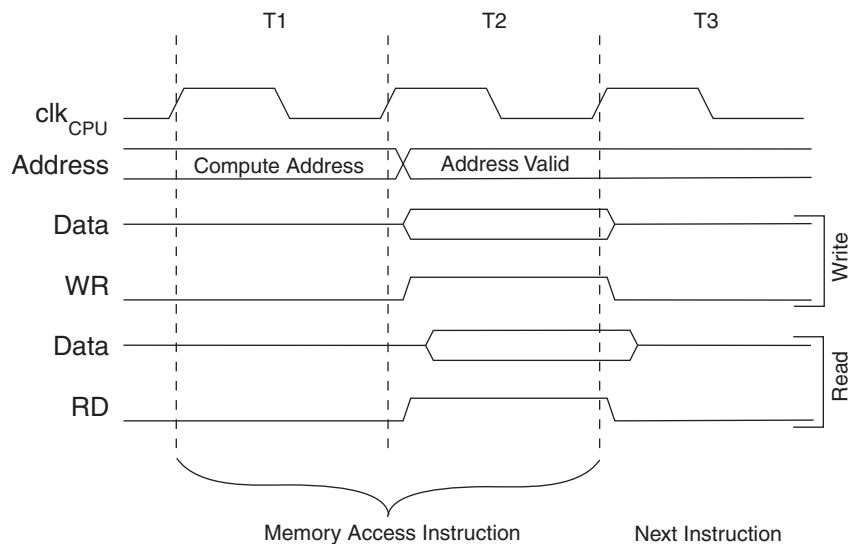 T1 T2 T3
clkCPU
Address Compute Address Address Valid
Data
WR
Write
Data
RD
Read
Memory Access Instruction Next Instruction